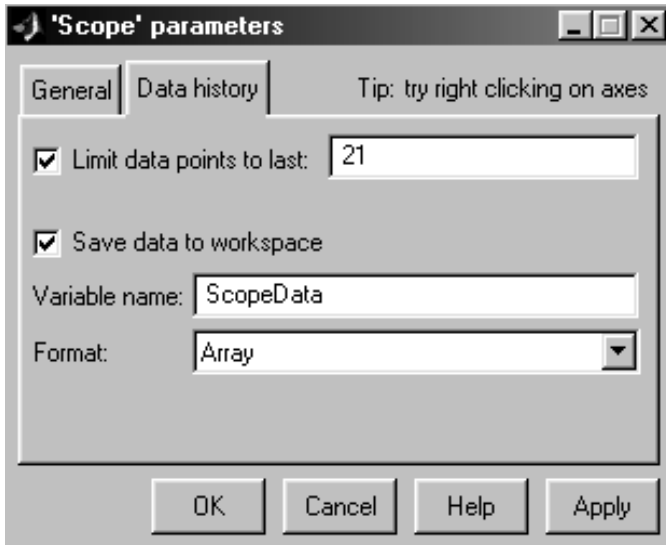 'Scope' parameters
General Data history Tip: try right clicking on axes
Limit data points to last: 21
Save data to workspace
Variable name: ScopeData
Format: Array
OK Cancel Help Apply